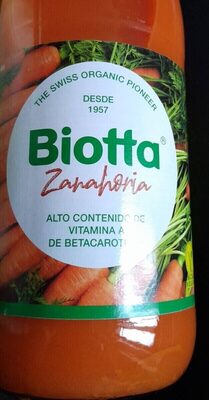 THE SWISS ORGANIC PIONEER
DESDE
1957
Biotta®
Zanahoria
ALTO CONTENIDO DE
VITAMINA A
DE